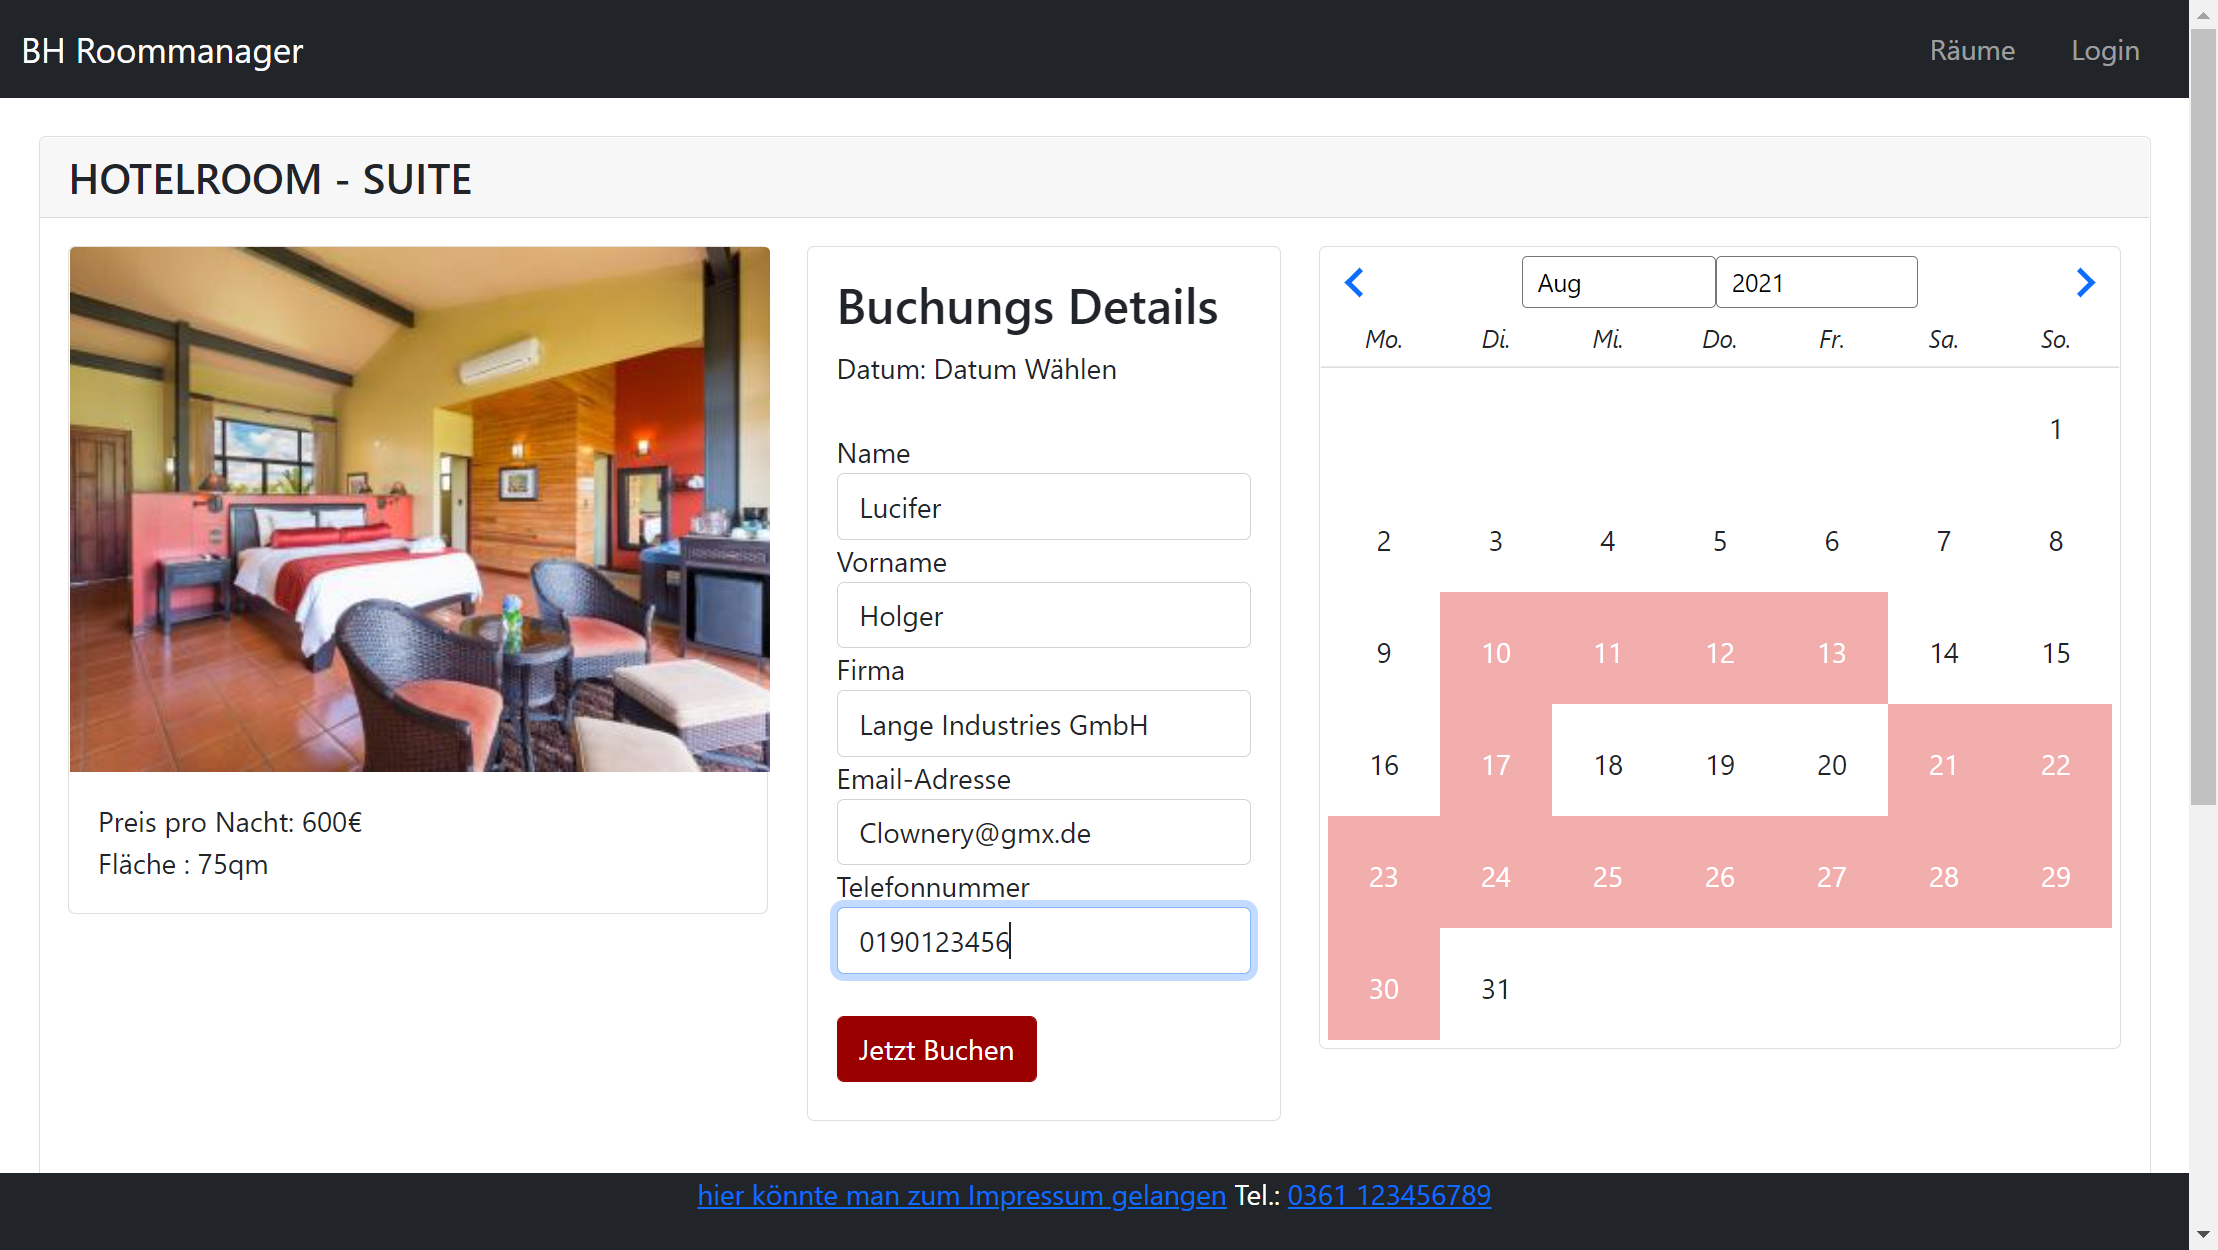 BH Roommanager
Räume Login
HOTELROOM - SUITE
Preis pro Nacht: 600€
Fläche : 75qm
Buchungs Details
Datum: Datum Wählen
Name
Lucifer
Vorname
Holger
Firma
Lange Industries GmbH
Email-Adresse
Clownery@gmx.de
Telefonnummer
0190123456
Jetzt Buchen
Aug 2021
Mo. Di. Mi. Do. Fr. Sa. So.
1
2 3 4 5 6 7 8
9 10 11 12 13 14 15
16 17 18 19 20 21 22
23 24 25 26 27 28 29
30 31
hier könnte man zum Impressum gelangen Tel.: 0361 123456789